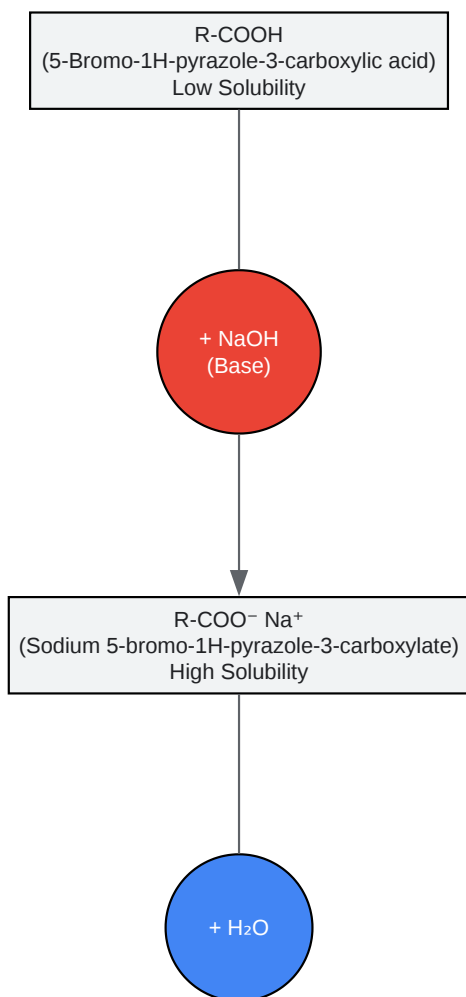 R-COOH
(5-Bromo-1H-pyrazole-3-carboxylic acid)
Low Solubility
+ NaOH
(Base)
R-COO⁻ Na⁺
(Sodium 5-bromo-1H-pyrazole-3-carboxylate)
High Solubility
+ H₂O